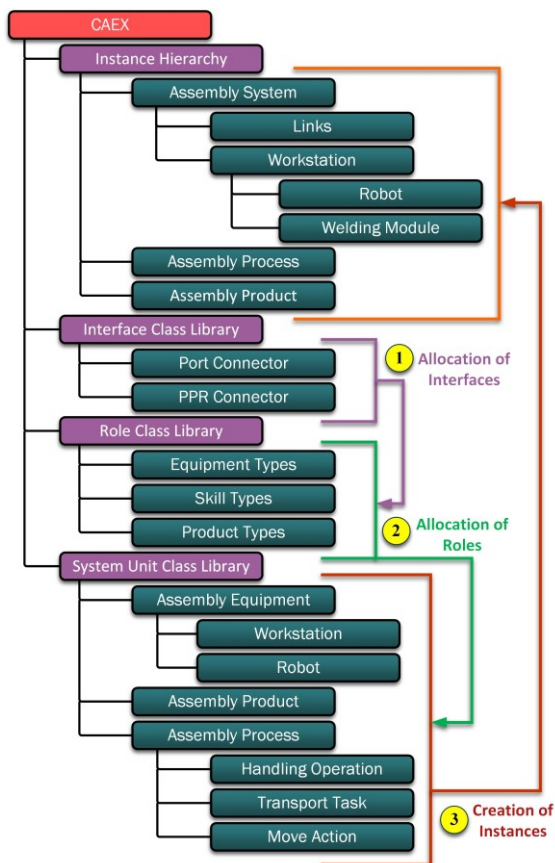 CAEX
Instance Hierarchy
Assembly System
Links
Workstation
Robot
Welding Module
Assembly Process
Assembly Product
Interface Class Library
Port Connector
PPR Connector
1
Allocation of
Interfaces
Role Class Library
Equipment Types
Skill Types
Product Types
2
Allocation of
Roles
System Unit Class Library
Assembly Equipment
Workstation
Robot
Assembly Product
Assembly Process
Handling Operation
Transport Task
Move Action
3
Creation of
Instances